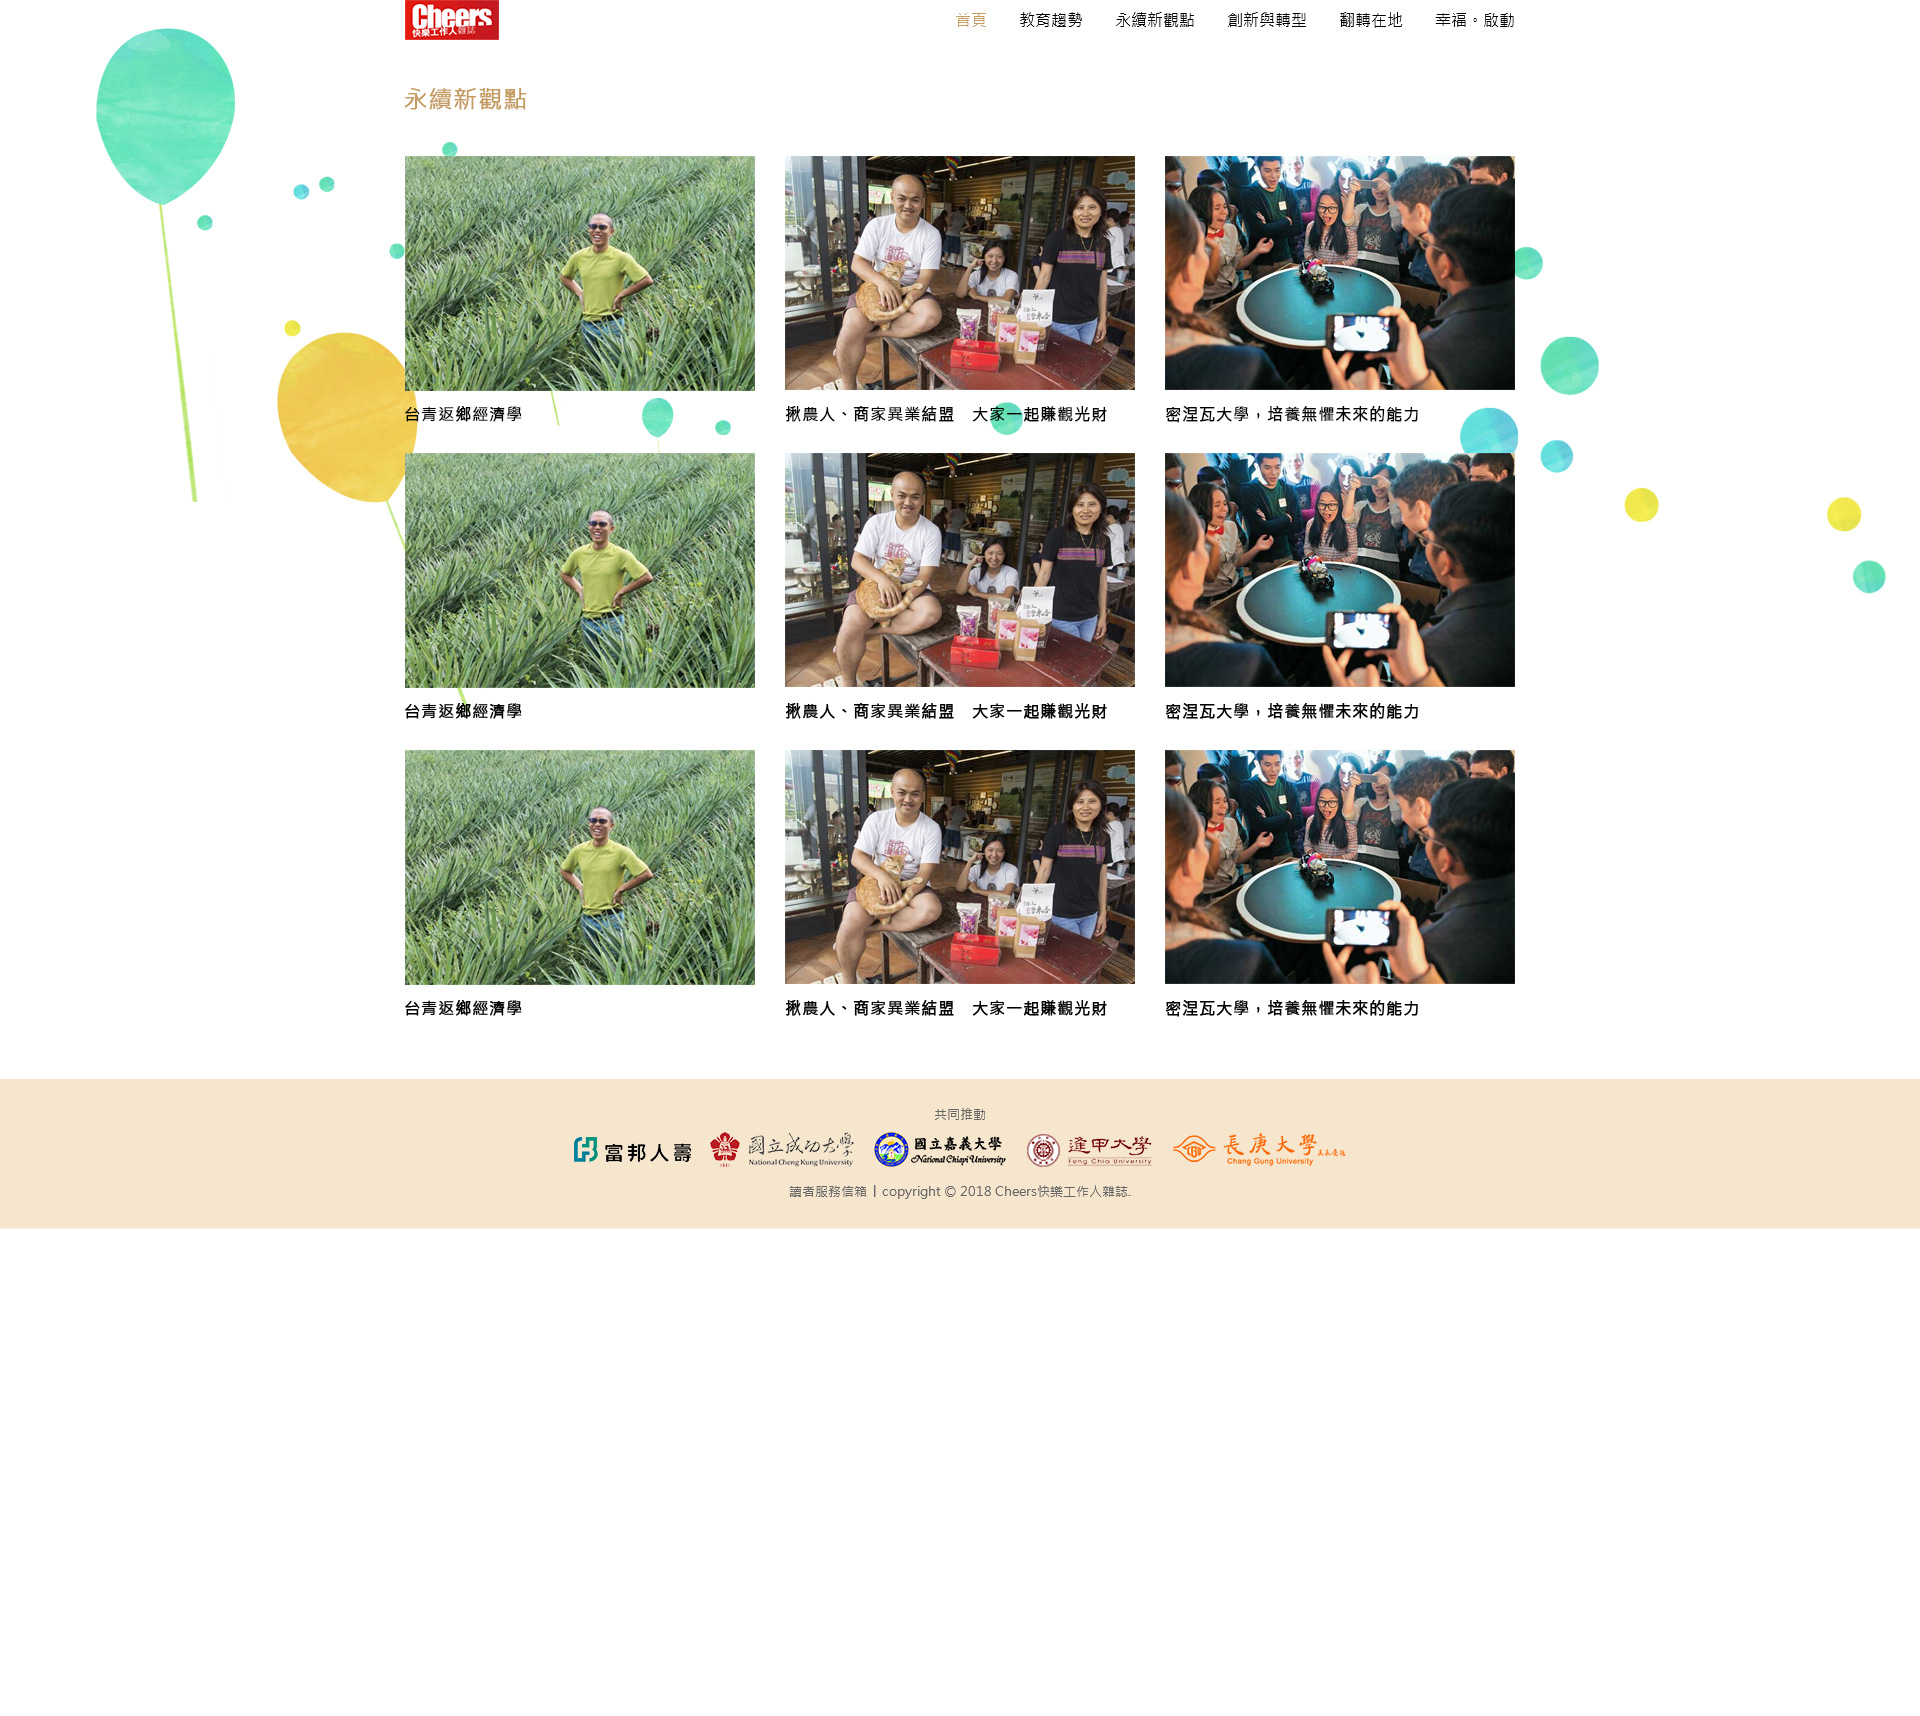 Cheers
快樂工作人雜誌
首頁 教育趨勢 永續新觀點 創新與轉型 翻轉在地 幸福。啟動
永續新觀點
台青返鄉經濟學
揪農人、商家異業結盟　大家一起賺觀光財
密涅瓦大學，培養無懼未來的能力
台青返鄉經濟學
揪農人、商家異業結盟　大家一起賺觀光財
密涅瓦大學，培養無懼未來的能力
台青返鄉經濟學
揪農人、商家異業結盟　大家一起賺觀光財
密涅瓦大學，培養無懼未來的能力
共同推動
富邦人壽
國立成功大學
National Cheng Kung University
國立嘉義大學
National Chiayi University
逢甲大學
Feng Chia University
長庚大學
Chang Gung University
讀者服務信箱 | copyright © 2018 Cheers快樂工作人雜誌.